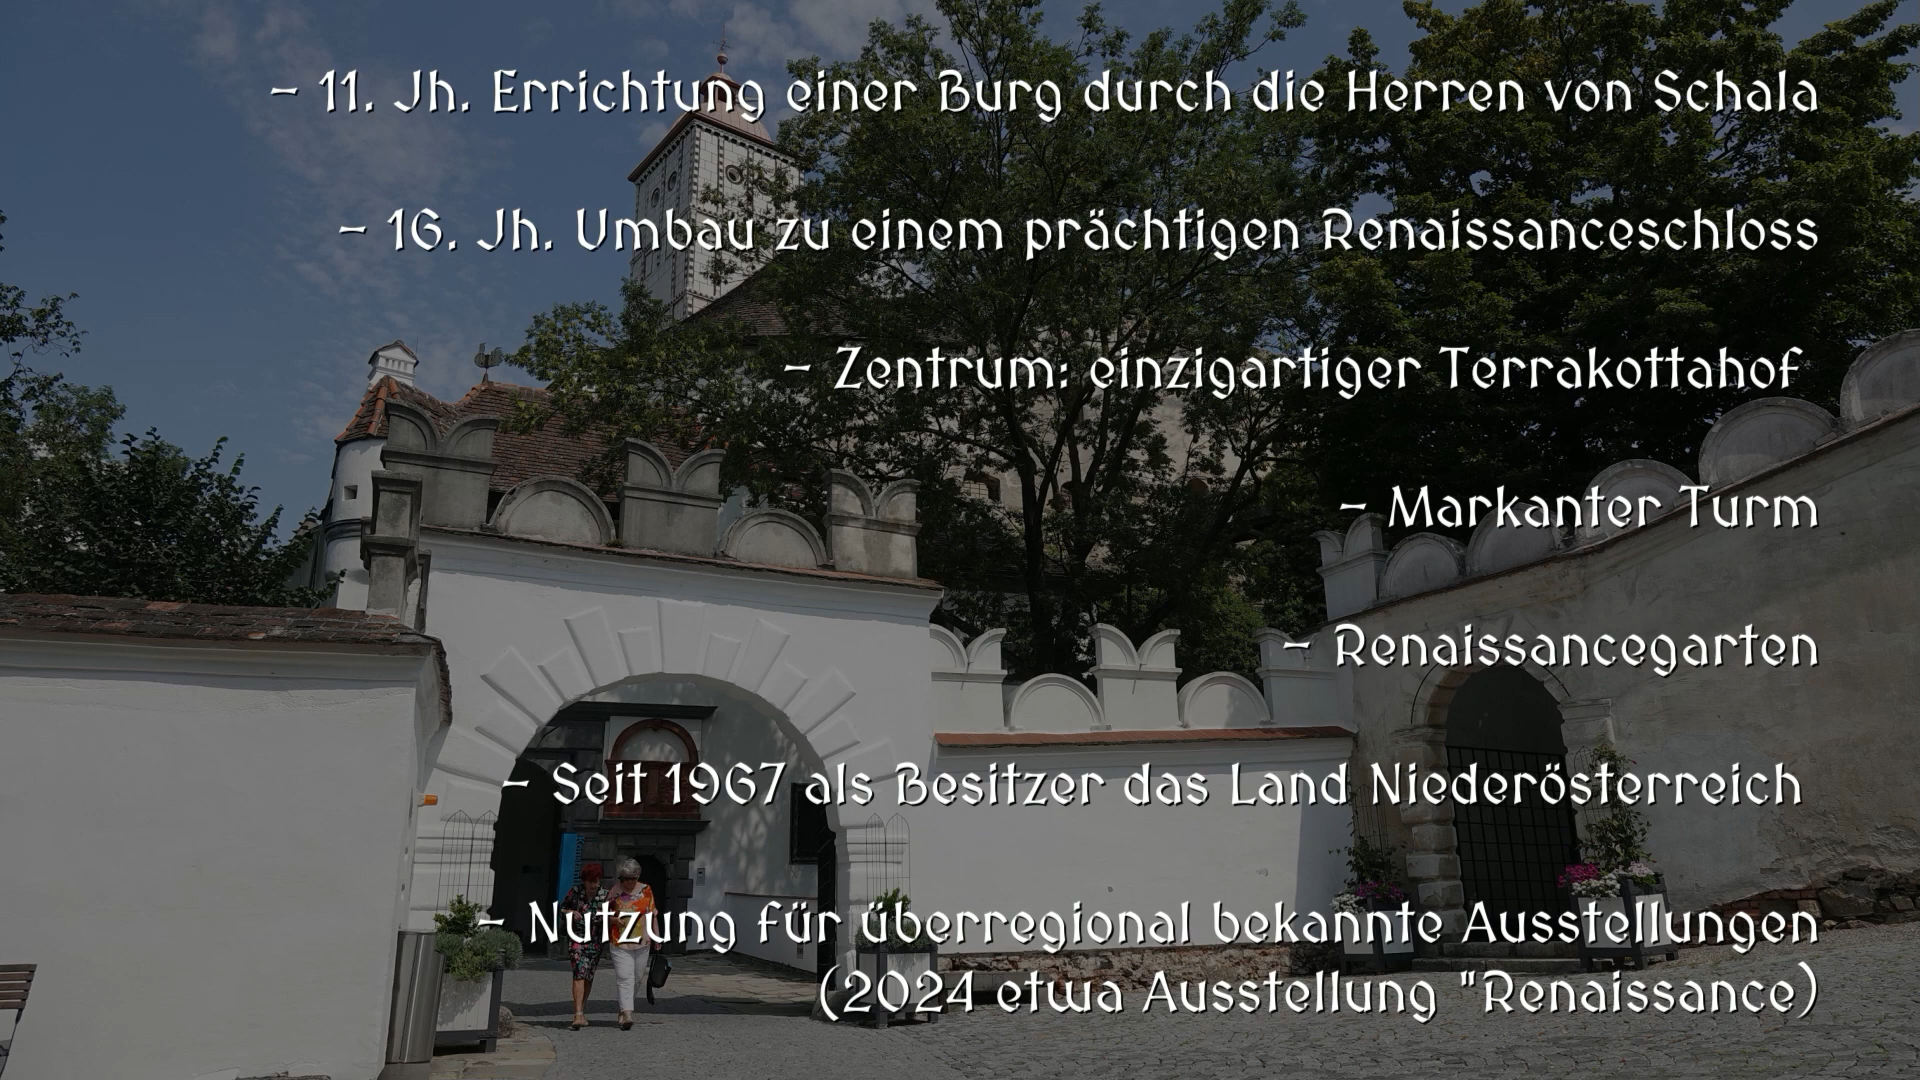 - 11. Jh. Errichtung einer Burg durch die Herren von Schala
- 16. Jh. Umbau zu einem prächtigen Renaissanceschloss
- Zentrum: einzigartiger Terrakottahof
- Markanter Turm
- Renaissancegarten
- Seit 1967 als Besitzer das Land Niederösterreich
- Nutzung für überregional bekannte Ausstellungen
(2024 etwa Ausstellung "Renaissance)